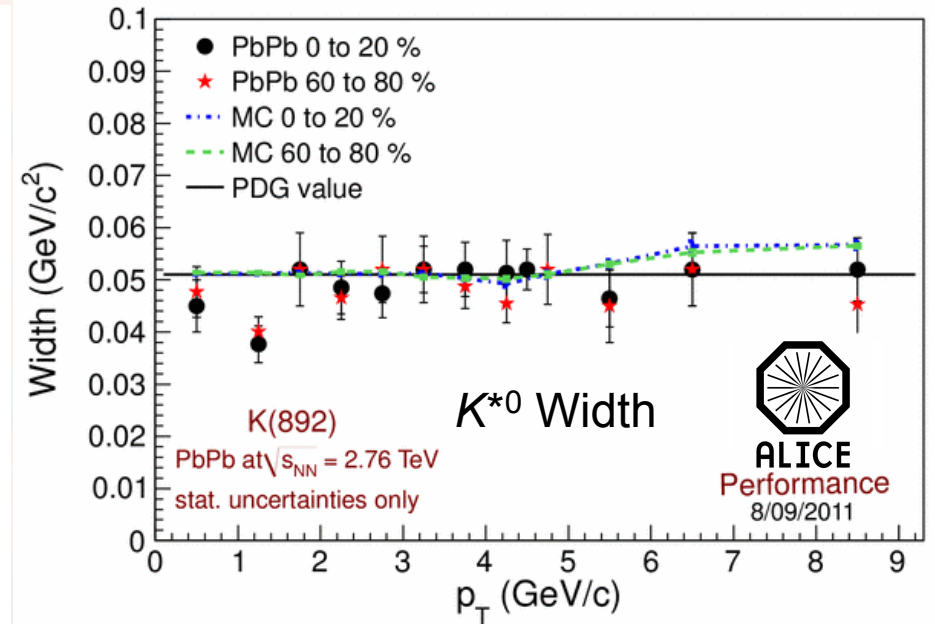 0.1
0.09
0.08
0.07
0.06
0.05
0.04
0.03
0.02
0.01
0
Width (GeV/c²)
PbPb 0 to 20 %
PbPb 60 to 80 %
MC 0 to 20 %
MC 60 to 80 %
PDG value
K*⁰ Width
K(892)
PbPb at √s_NN = 2.76 TeV
stat. uncertainties only
ALICE
Performance
8/09/2011
0 1 2 3 4 5 6 7 8 9
p_T (GeV/c)